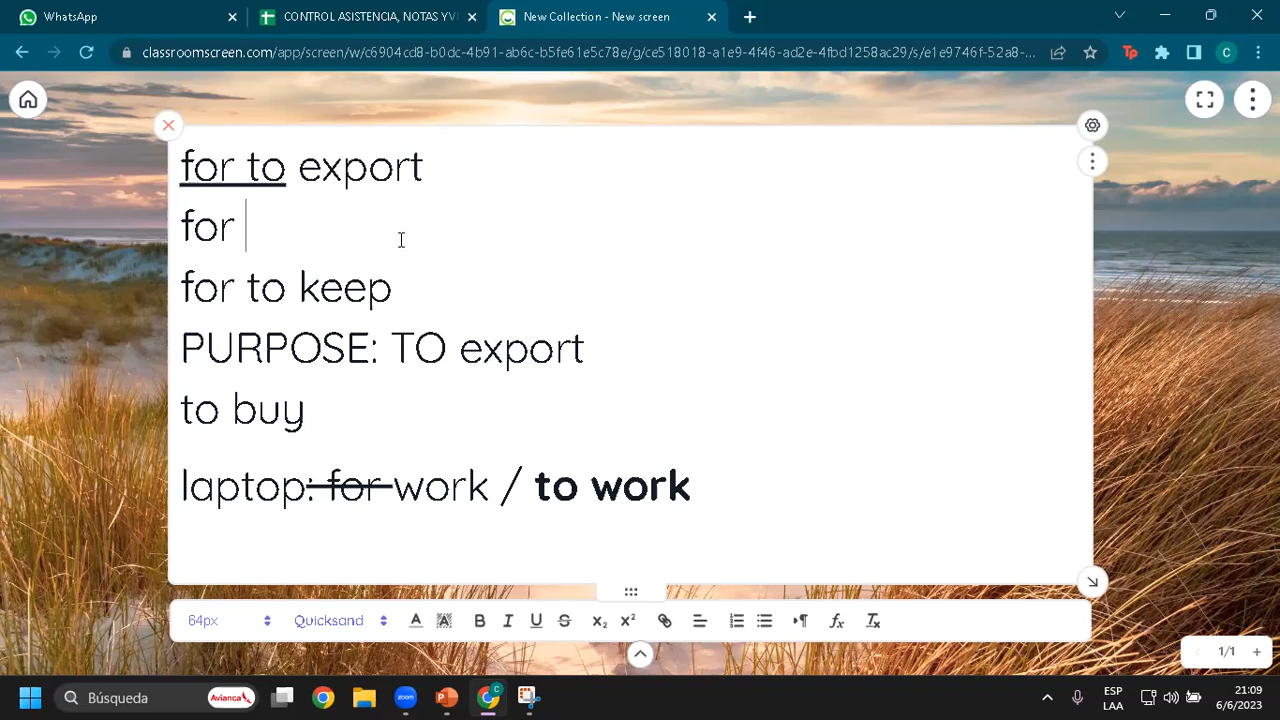 WhatsApp
CONTROL ASISTENCIA, NOTAS YVI
New Collection - New screen
classroomscreen.com/app/screen/w/c6904cd8-b0dc-4b91-ab6c-b5fe61e5c78e/g/ce518018-a1e9-4f46-ad2e-4fbd1258ac29/s/e1e9746f-52a8-...
C
for to export
for
for to keep
PURPOSE: TO export
to buy
laptop: for work / to work
64px
Quicksand
1/1
Búsqueda
Avianca
ESP
LAA
21:09
6/6/2023